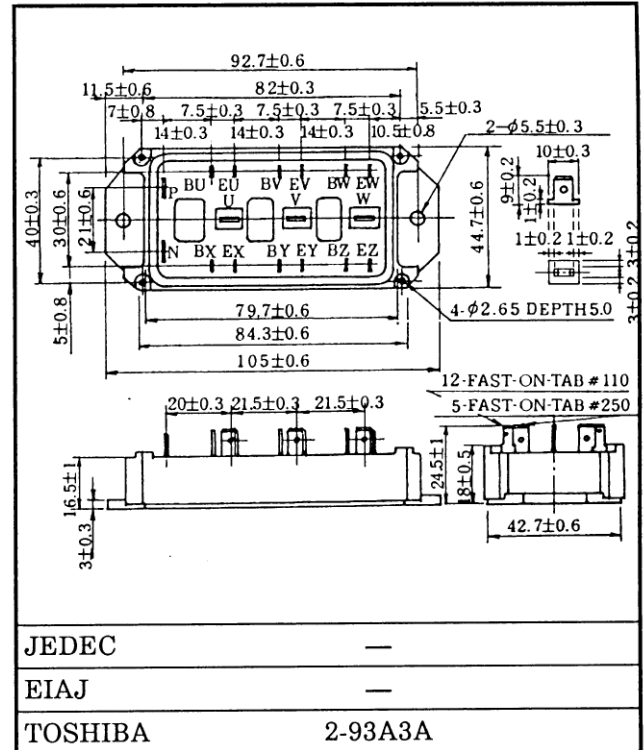 92.7±0.6
11.5±0.6 82±0.3
7±0.8 7.5±0.3 7.5±0.3 7.5±0.3 5.5±0.3
14±0.3 14±0.3 14±0.3 10.5±0.8
2-φ5.5±0.3
10±0.3
9±0.2
1±0.2
1±0.2 1±0.2
3±0.2
3±0.2
40±0.3
30±0.6
21±0.6
5±0.8
44.7±0.6
P BU EU BV EV BW EW
U V W
N BX EX BY EY BZ EZ
79.7±0.6
84.3±0.6
105±0.6
4-φ2.65 DEPTH5.0
12-FAST-ON-TAB #110
5-FAST-ON-TAB #250
20±0.3 21.5±0.3 21.5±0.3
16.5±1
3±0.3
24.5±1
18±0.5
42.7±0.6
JEDEC —
EIAJ —
TOSHIBA 2-93A3A